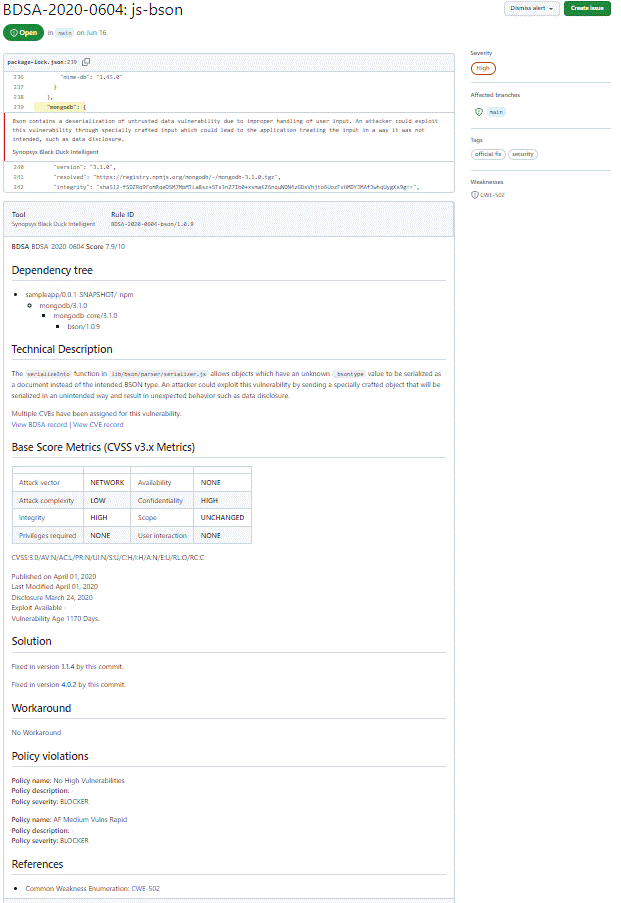 BDSA-2020-0604: js-bson
Dismiss alert
Create issue
Open in main on Jun 16
package-lock.json:239
236 "mime-db": "1.45.0"
237 }
238 },
239 "mongodb": {
Bson contains a deserialization of untrusted data vulnerability due to improper handling of user input. An attacker could exploit
this vulnerability through specially crafted input which could lead to the application treating the input in a way it was not
intended, such as data disclosure.
Synopsys Black Duck Intelligent
240 "version": "3.1.0",
241 "resolved": "https://registry.npmjs.org/mongodb/-/mongodb-3.1.0.tgz",
242 "integrity":
Severity
High
Affected branches
main
Tags
official fix security
Weaknesses
CWE-502
Tool Rule ID
Synopsys Black Duck Intelligent BDSA-2020-0604-bson/1.0.9
BDSA BDSA-2020-0604 Score 7.9/10
Dependency tree
sampleapp/0.0.1-SNAPSHOT/-npm
mongodb/3.1.0
mongodb-core/3.1.0
bson/1.0.9
Technical Description
The serializeInto function in lib/bson/parser/serializer.js allows objects which have an unknown _bsontype value to be serialized as
a document instead of the intended BSON type. An attacker could exploit this vulnerability by sending a specially crafted object that will be
serialized in an unintended way and result in unexpected behavior such as data disclosure.
Multiple CVEs have been assigned for this vulnerability.
View BDSA record | View CVE record
Base Score Metrics (CVSS v3.x Metrics)
Attack vector NETWORK Availability NONE
Attack complexity LOW Confidentiality HIGH
Integrity HIGH Scope UNCHANGED
Privileges required NONE User interaction NONE
CVSS:3.0/AV:N/AC:L/PR:N/UI:N/S:U/C:H/I:H/A:N/E:U/RL:O/RC:C
Published on April 01, 2020
Last Modified April 01, 2020
Disclosure March 24, 2020
Exploit Available -
Vulnerability Age 1170 Days.
Solution
Fixed in version 1.1.4 by this commit.
Fixed in version 4.0.2 by this commit.
Workaround
No Workaround
Policy violations
Policy name: No High Vulnerabilities
Policy description: -
Policy severity: BLOCKER
Policy name: AF Medium Vulns Rapid
Policy description: -
Policy severity: BLOCKER
References
Common Weakness Enumeration: CWE-502